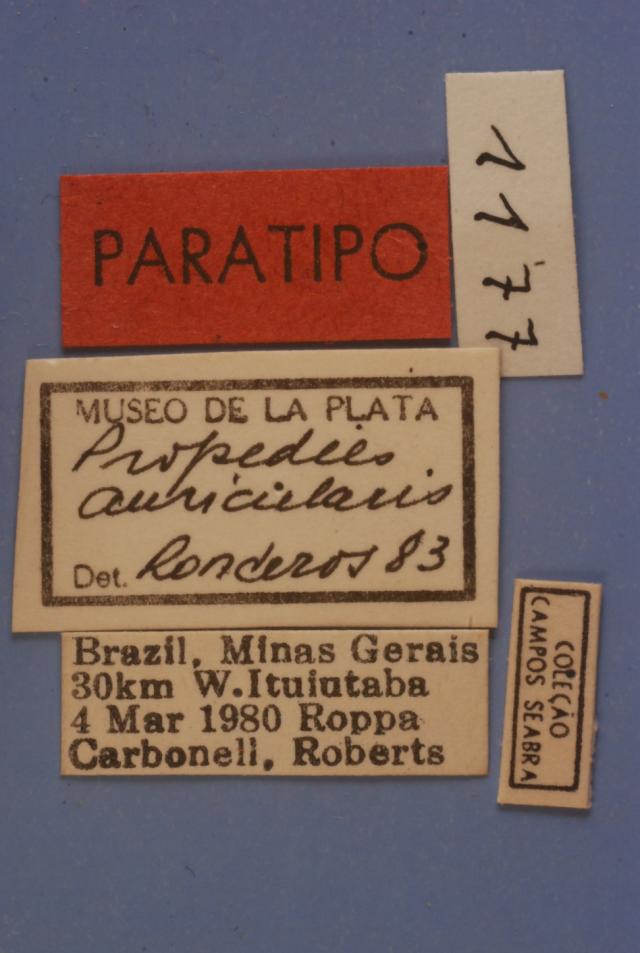 1177
PARATIPO
MUSEO DE LA PLATA
Propedies
auricularis
Det. Ronderos 83
Brazil, Minas Gerais
30km W.Ituiutaba
4 Mar 1980 Roppa
Carbonell, Roberts
COLEÇÃO
CAMPOS SEABRA